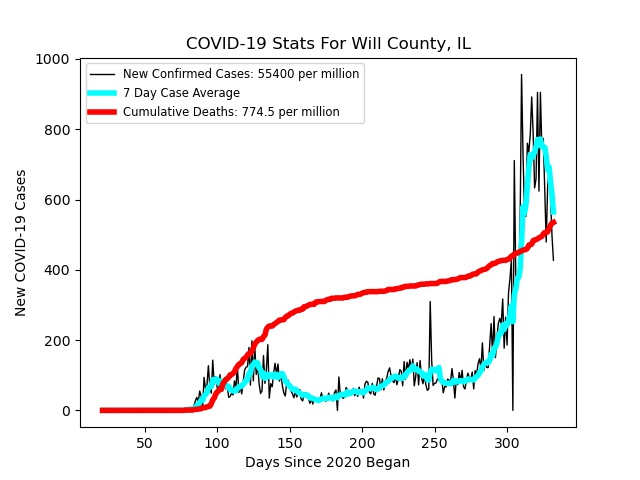 COVID-19 Stats For Will County, IL
New Confirmed Cases: 55400 per million
7 Day Case Average
Cumulative Deaths: 774.5 per million
New COVID-19 Cases
1000
800
600
400
200
0
50
100
150
200
250
300
Days Since 2020 Began